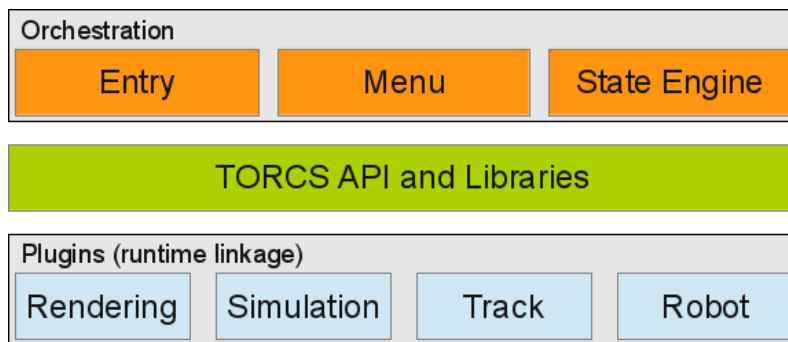 Orchestration
Entry Menu State Engine
TORCS API and Libraries
Plugins (runtime linkage)
Rendering Simulation Track Robot